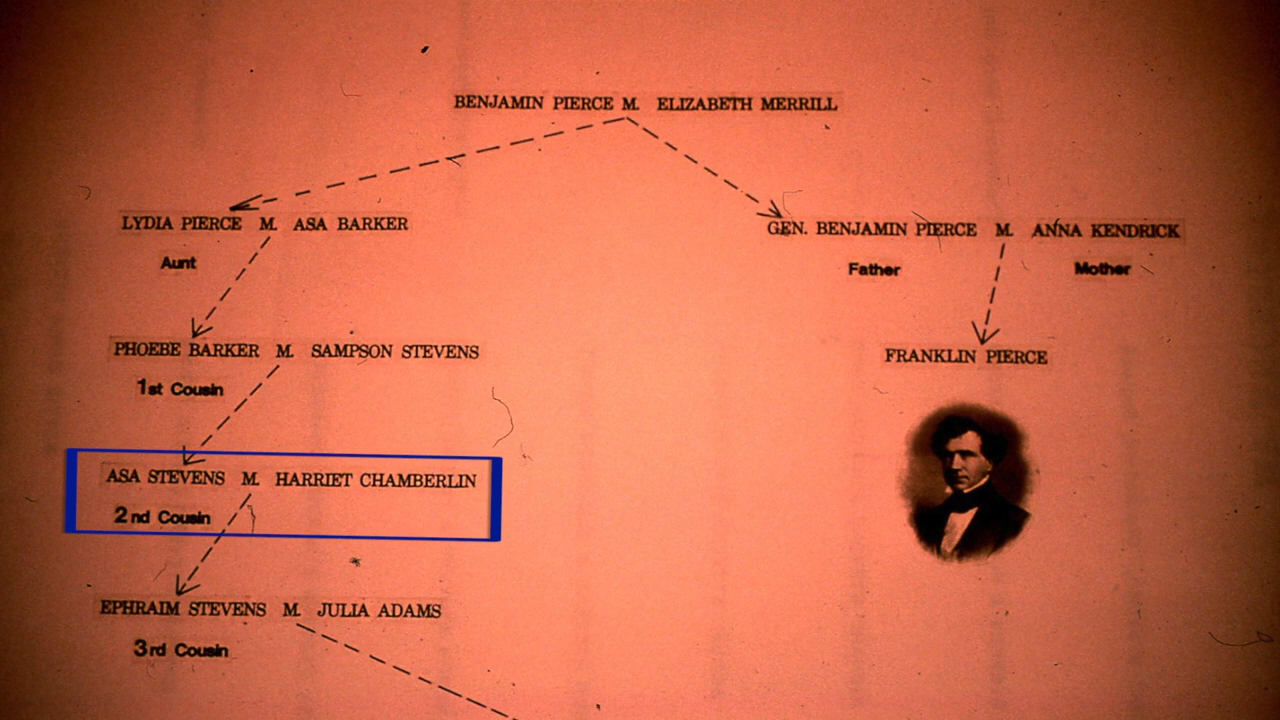 BENJAMIN PIERCE M. ELIZABETH MERRILL
LYDIA PIERCE M. ASA BARKER
Aunt
GEN. BENJAMIN PIERCE M. ANNA KENDRICK
Father Mother
PHOEBE BARKER M. SAMPSON STEVENS
1st Cousin
FRANKLIN PIERCE
ASA STEVENS M. HARRIET CHAMBERLIN
2nd Cousin
EPHRAIM STEVENS M. JULIA ADAMS
3rd Cousin